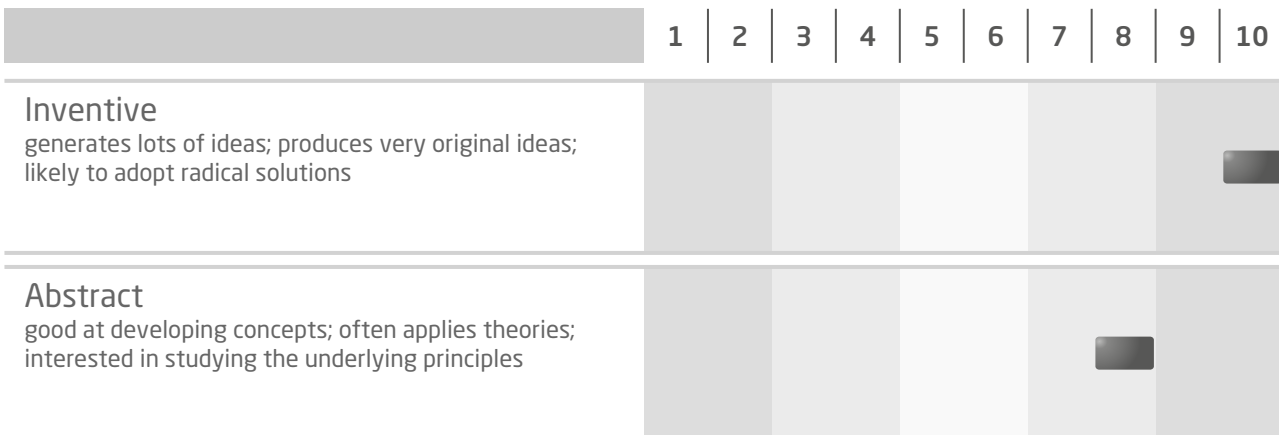 1 2 3 4 5 6 7 8 9 10
Inventive
generates lots of ideas; produces very original ideas;
likely to adopt radical solutions
Abstract
good at developing concepts; often applies theories;
interested in studying the underlying principles